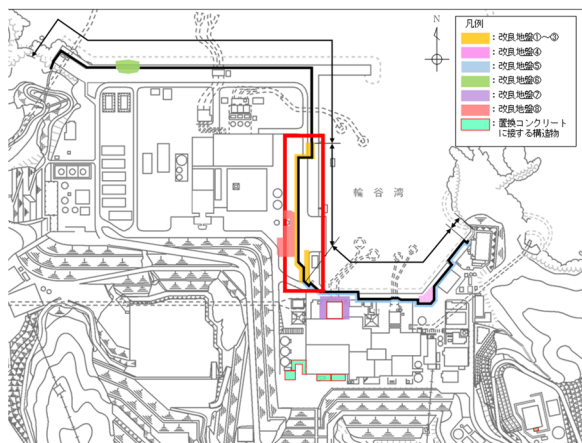 凡例
：改良地盤①～③
：改良地盤④
：改良地盤⑤
：改良地盤⑥
：改良地盤⑦
：改良地盤⑧
：置換コンクリート
に接する構造物
N
輪谷湾